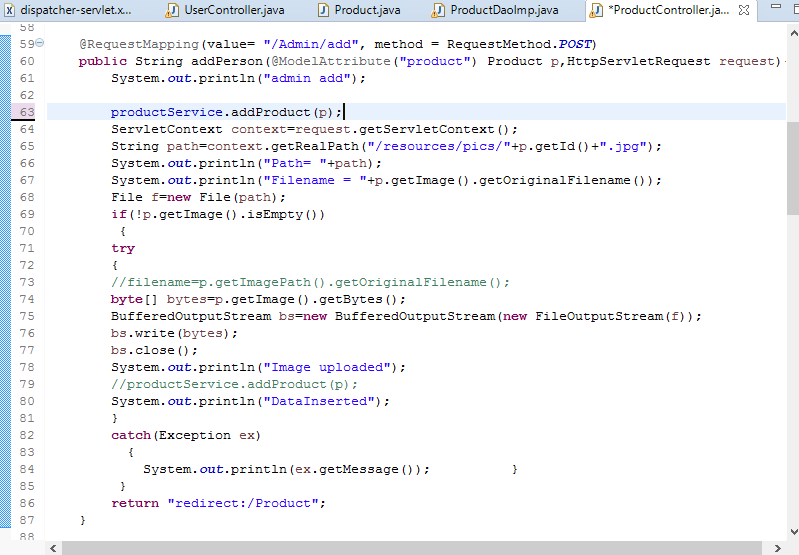 dispatcher-servlet.x... UserController.java Product.java ProductDaoImp.java *ProductController.ja...
58
59 @RequestMapping(value= "/Admin/add", method = RequestMethod.POST)
60 public String addPerson(@ModelAttribute("product") Product p,HttpServletRequest request)
61 System.out.println("admin add");
62
63 productService.addProduct(p);
64 ServletContext context=request.getServletContext();
65 String path=context.getRealPath("/resources/pics/"+p.getId()+".jpg");
66 System.out.println("Path= "+path);
67 System.out.println("Filename = "+p.getImage().getOriginalFilename());
68 File f=new File(path);
69 if(!p.getImage().isEmpty())
70 {
71 try
72 {
73 //filename=p.getImagePath().getOriginalFilename();
74 byte[] bytes=p.getImage().getBytes();
75 BufferedOutputStream bs=new BufferedOutputStream(new FileOutputStream(f));
76 bs.write(bytes);
77 bs.close();
78 System.out.println("Image uploaded");
79 //productService.addProduct(p);
80 System.out.println("DataInserted");
81 }
82 catch(Exception ex)
83 {
84 System.out.println(ex.getMessage()); }
85 }
86 return "redirect:/Product";
87 }
88